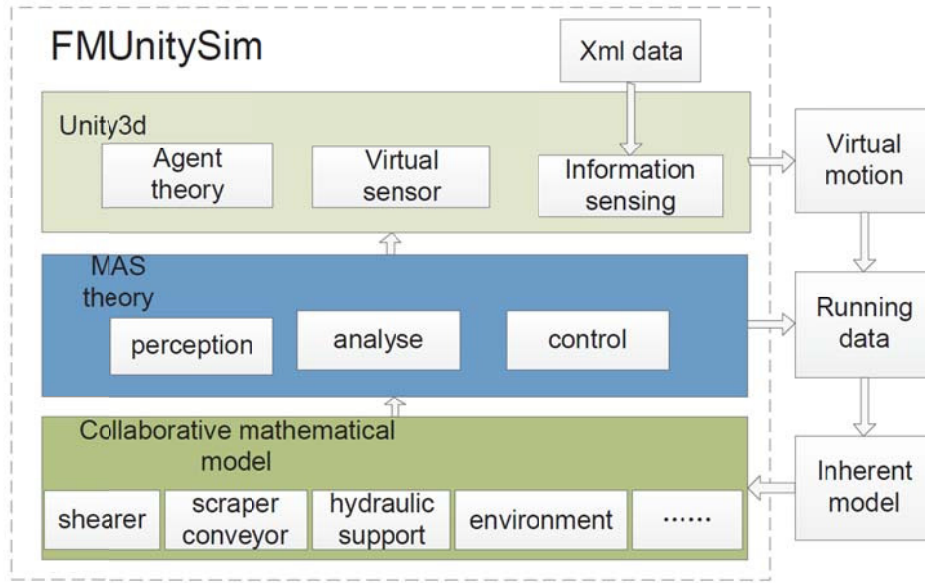 FMUnitySim
Xml data
Unity3d
Agent
theory
Virtual
sensor
Information
sensing
Virtual
motion
MAS
theory
perception
analyse
control
Running
data
Collaborative mathematical
model
shearer
scraper
conveyor
hydraulic
support
environment
······
Inherent
model